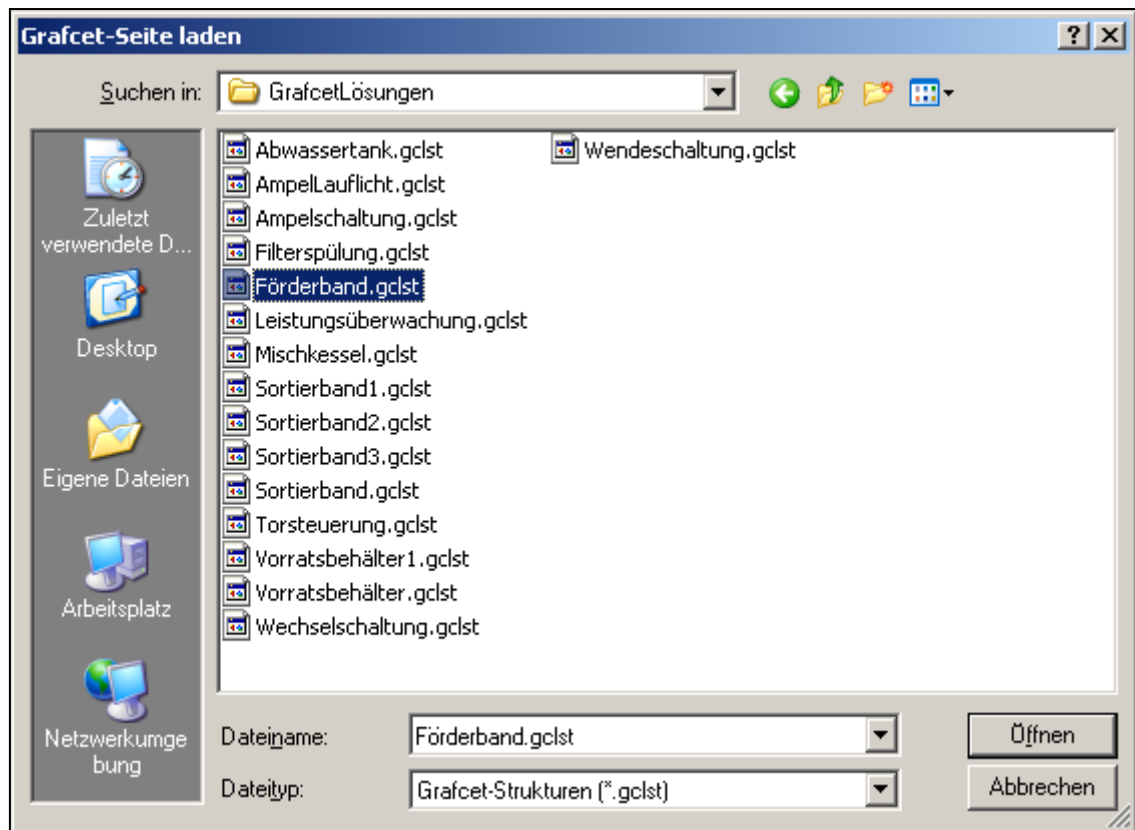 Grafcet-Seite laden
Suchen in:
GrafcetLösungen
Zuletzt
verwendete D...
Desktop
Eigene Dateien
Arbeitsplatz
Netzwerkumge
bung
Abwassertank.gclst
AmpelLauflicht.gclst
Ampelschaltung.gclst
Filterspülung.gclst
Förderband.gclst
Leistungsüberwachung.gclst
Mischkessel.gclst
Sortierband1.gclst
Sortierband2.gclst
Sortierband3.gclst
Sortierband.gclst
Torsteuerung.gclst
Vorratsbehälter1.gclst
Vorratsbehälter.gclst
Wechselschaltung.gclst
Wendeschaltung.gclst
Dateiname:
Förderband.gclst
Öffnen
Dateityp:
Grafcet-Strukturen (*.gclst)
Abbrechen